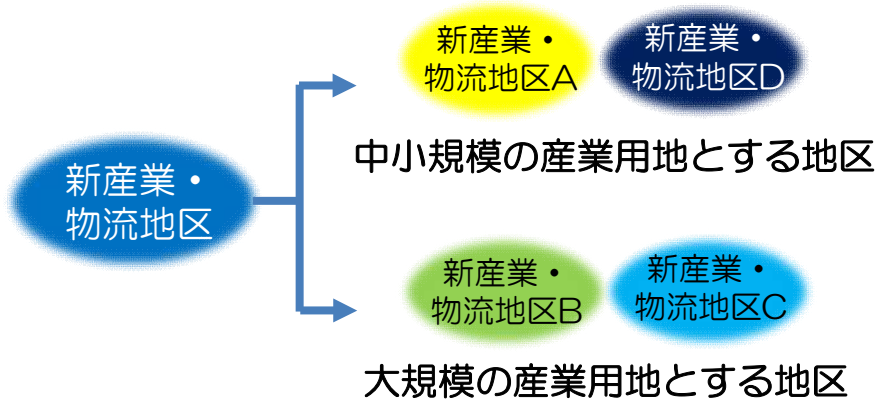 新産業・
物流地区
新産業・
物流地区A
新産業・
物流地区D
中小規模の産業用地とする地区
新産業・
物流地区B
新産業・
物流地区C
大規模の産業用地とする地区